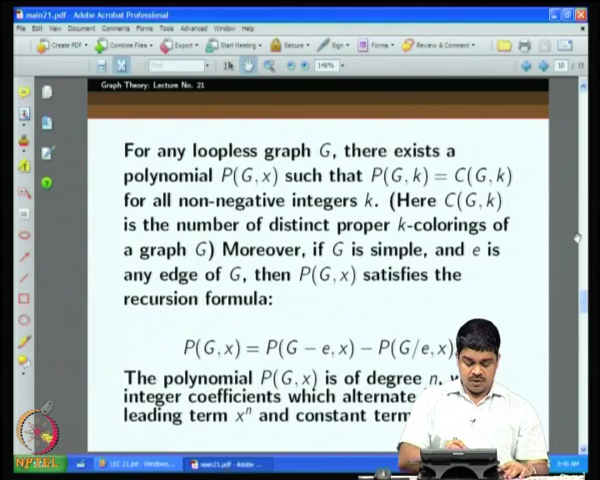 main21.pdf - Adobe Acrobat Professional
File Edit View Document Comments Forms Tools Advanced Window Help
Create PDF Combine Files Export Start Meeting Secure Sign Forms Review & Comment
Find 148% 10 / 15
Graph Theory: Lecture No. 21
For any loopless graph G, there exists a
polynomial P(G, x) such that P(G, k) = C(G, k)
for all non-negative integers k. (Here C(G, k)
is the number of distinct proper k-colorings of
a graph G) Moreover, if G is simple, and e is
any edge of G, then P(G, x) satisfies the
recursion formula:
P(G, x) = P(G − e, x) − P(G/e, x)
The polynomial P(G, x) is of degree n,
integer coefficients which alternate
leading term xⁿ and constant term
NPTEL LEC 21.jnt - Windows... main21.pdf - Adobe ... 3:45 AM